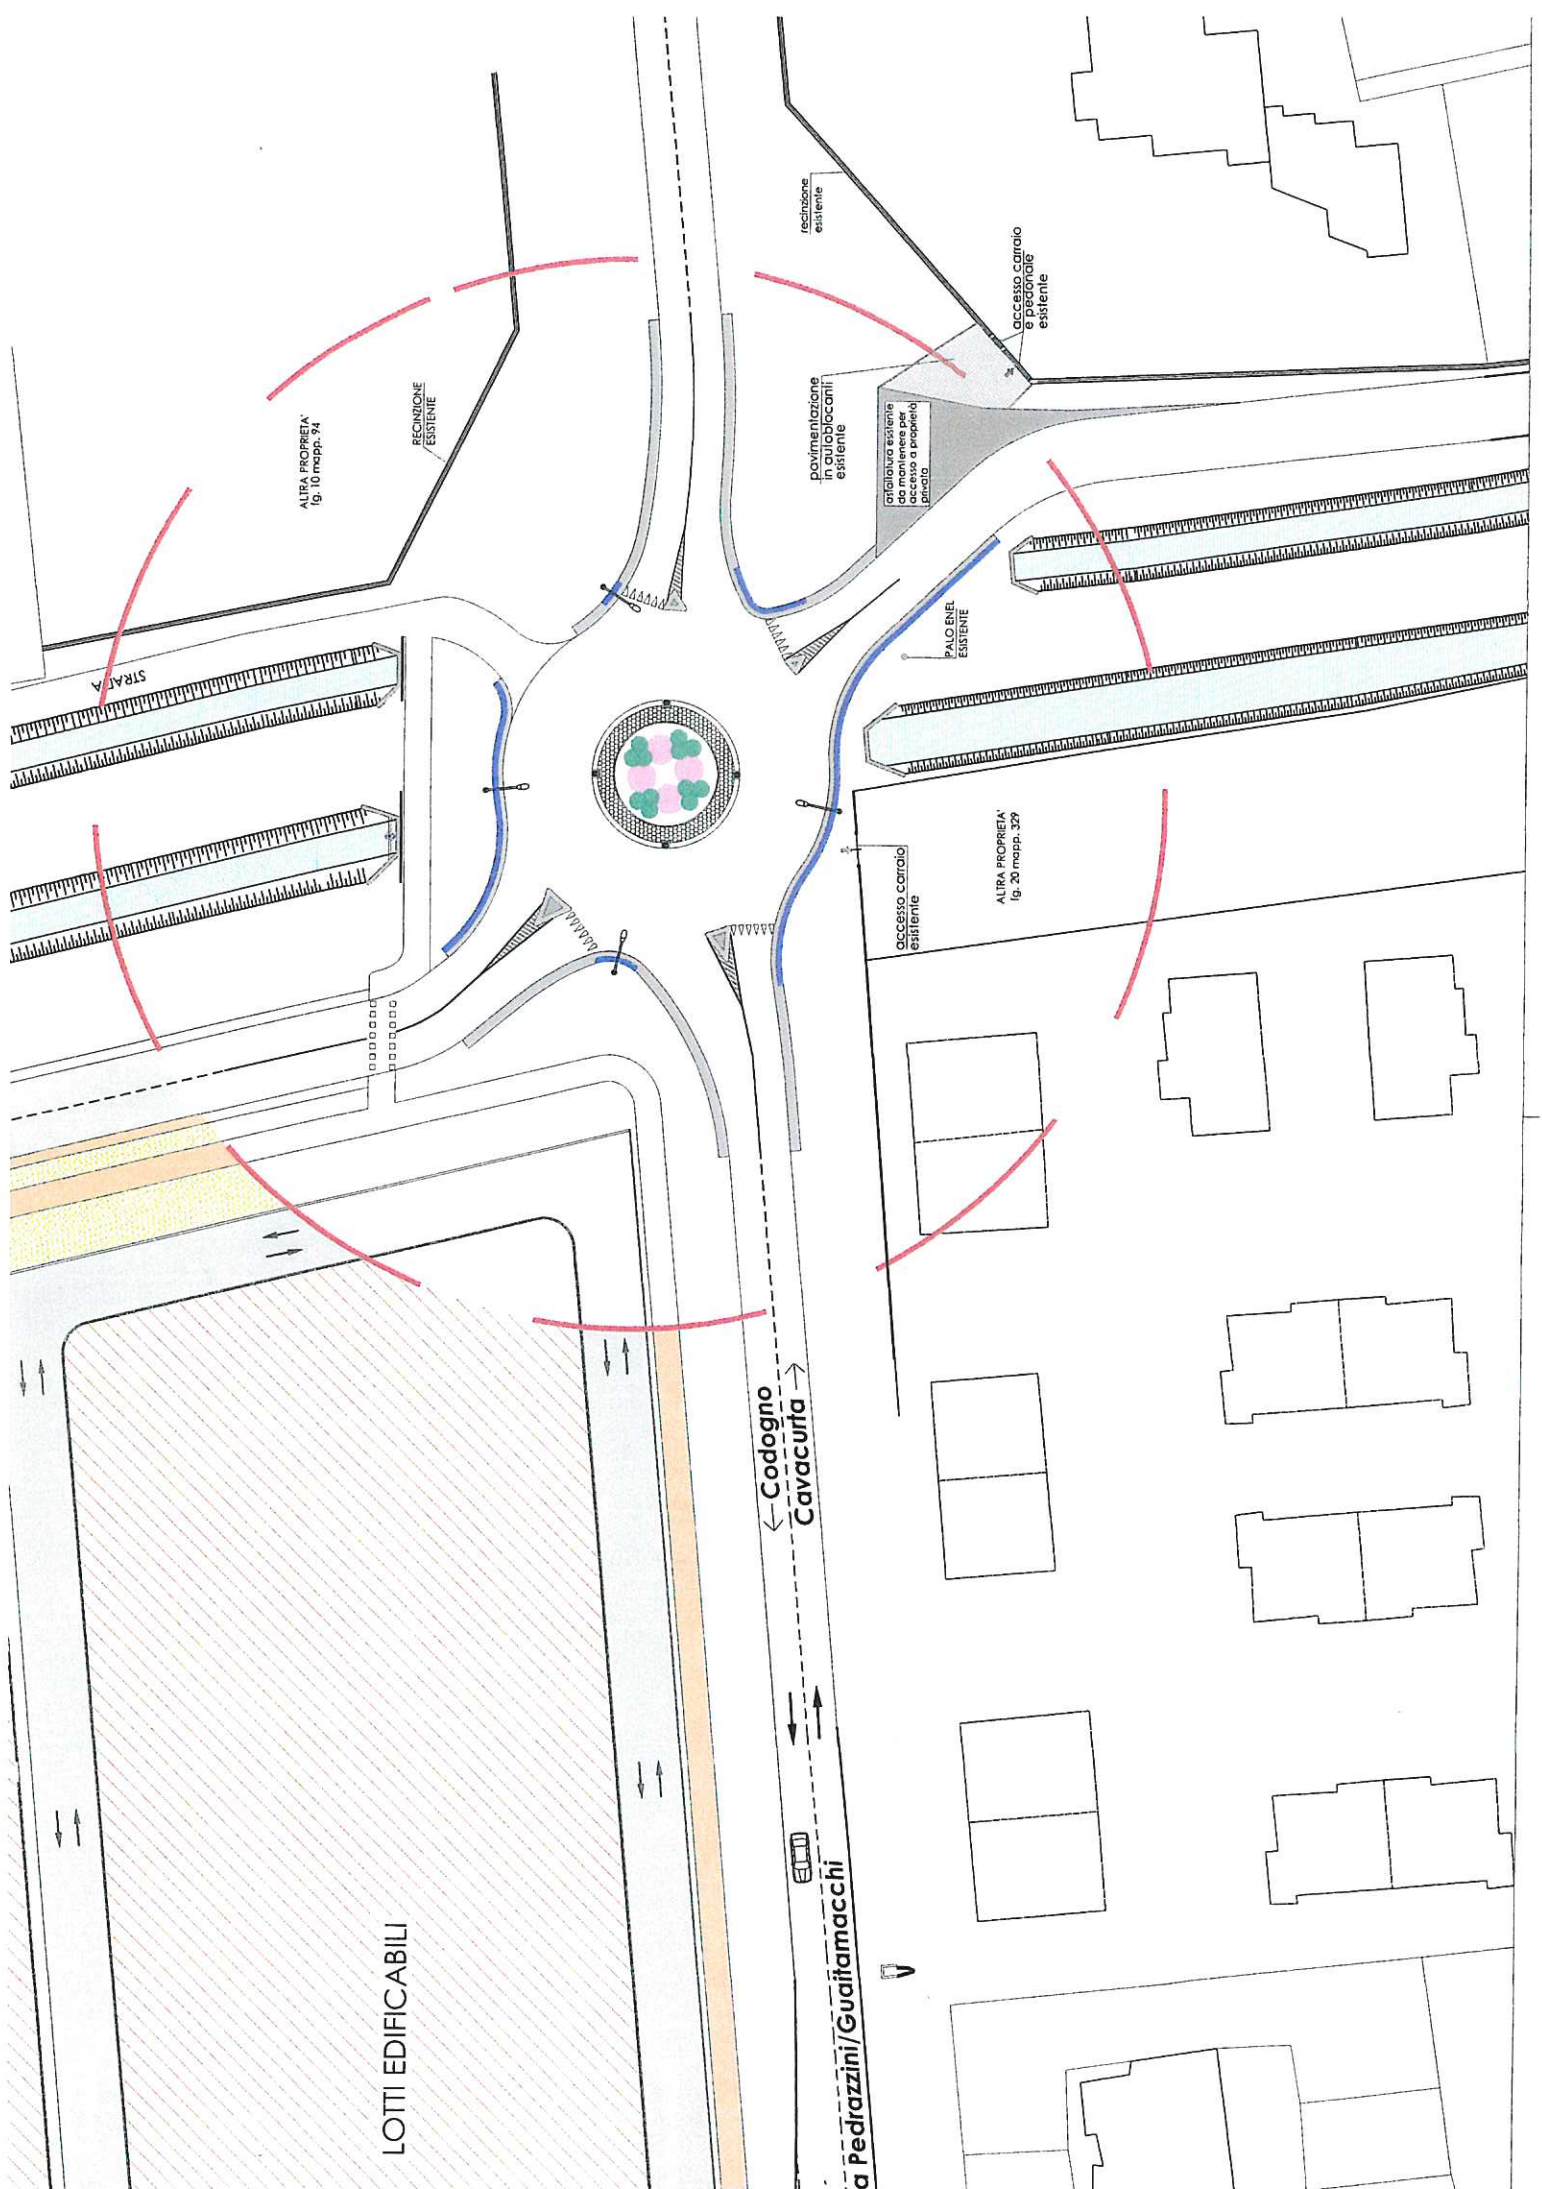 recinzione
esistente
accesso carraio
e pedonale
esistente
RECINZIONE
ESISTENTE
ALTRA PROPRIETA'
fg. 10 mapp. 94
pavimentazione
in autoblocanti
esistente
asfaltatura esistente
da mantenere per
accesso a proprietà
privata
PALO ENEL
ESISTENTE
STRADA
accesso carraio
esistente
ALTRA PROPRIETA'
fg. 20 mapp. 329
← Codogno
Cavacurta →
LOTTI EDIFICABILI
a Pedrazzini/Guaitamacchi